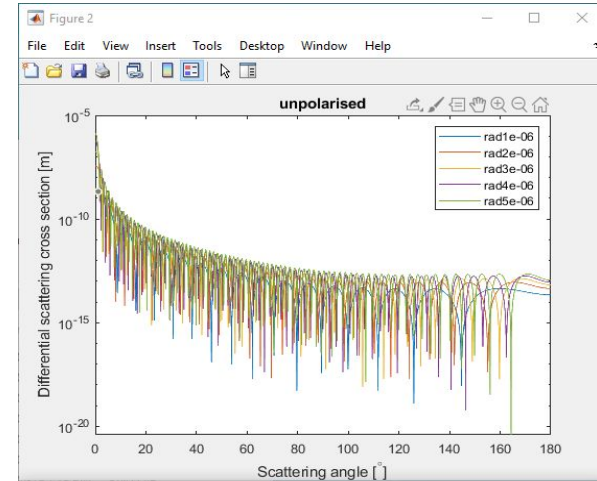 Figure 2
File Edit View Insert Tools Desktop Window Help
unpolarised
10^-5
10^-10
10^-15
10^-20
Differential scattering cross section [m]
rad1e-06
rad2e-06
rad3e-06
rad4e-06
rad5e-06
0 20 40 60 80 100 120 140 160 180
Scattering angle [°]